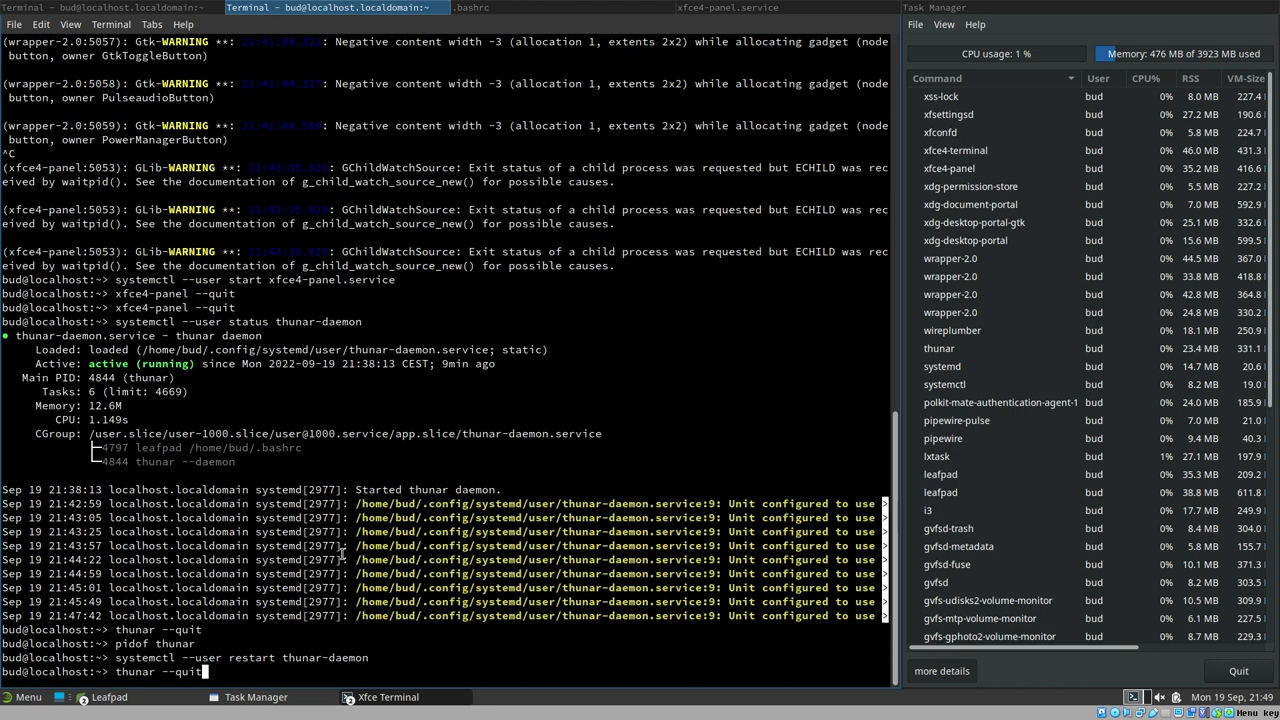 Terminal - bud@localhost.localdomain:~
Terminal - bud@localhost.localdomain:~
.bashrc
xfce4-panel.service
Task Manager
File Edit View Terminal Tabs Help
(wrapper-2.0:5057): Gtk-WARNING **: 21:41:04.322: Negative content width -3 (allocation 1, extents 2x2) while allocating gadget (node
button, owner GtkToggleButton)
(wrapper-2.0:5058): Gtk-WARNING **: 21:41:04.327: Negative content width -3 (allocation 1, extents 2x2) while allocating gadget (node
button, owner PulseaudioButton)
(wrapper-2.0:5059): Gtk-WARNING **: Negative content width -3 (allocation 1, extents 2x2) while allocating gadget (node
button, owner PowerManagerButton)
^C
(xfce4-panel:5053): GLib-WARNING **: GChildWatchSource: Exit status of a child process was requested but ECHILD was rec
eived by waitpid(). See the documentation of g_child_watch_source_new() for possible causes.
(xfce4-panel:5053): GLib-WARNING **: GChildWatchSource: Exit status of a child process was requested but ECHILD was rec
eived by waitpid(). See the documentation of g_child_watch_source_new() for possible causes.
(xfce4-panel:5053): GLib-WARNING **: GChildWatchSource: Exit status of a child process was requested but ECHILD was rec
eived by waitpid(). See the documentation of g_child_watch_source_new() for possible causes.
bud@localhost:~> systemctl --user start xfce4-panel.service
bud@localhost:~> xfce4-panel --quit
bud@localhost:~> xfce4-panel --quit
bud@localhost:~> systemctl --user status thunar-daemon
● thunar-daemon.service - thunar daemon
Loaded: loaded (/home/bud/.config/systemd/user/thunar-daemon.service; static)
Active: active (running) since Mon 2022-09-19 21:38:13 CEST; 9min ago
Main PID: 4844 (thunar)
Tasks: 6 (limit: 4669)
Memory: 12.6M
CPU: 1.149s
CGroup: /user.slice/user-1000.slice/user@1000.service/app.slice/thunar-daemon.service
├─4797 leafpad /home/bud/.bashrc
└─4844 thunar --daemon
Sep 19 21:38:13 localhost.localdomain systemd[2977]: Started thunar daemon.
Sep 19 21:42:59 localhost.localdomain systemd[2977]: /home/bud/.config/systemd/user/thunar-daemon.service:9: Unit configured to use >
Sep 19 21:43:05 localhost.localdomain systemd[2977]: /home/bud/.config/systemd/user/thunar-daemon.service:9: Unit configured to use >
Sep 19 21:43:25 localhost.localdomain systemd[2977]: /home/bud/.config/systemd/user/thunar-daemon.service:9: Unit configured to use >
Sep 19 21:43:57 localhost.localdomain systemd[2977]: /home/bud/.config/systemd/user/thunar-daemon.service:9: Unit configured to use >
Sep 19 21:44:22 localhost.localdomain systemd[2977]: /home/bud/.config/systemd/user/thunar-daemon.service:9: Unit configured to use >
Sep 19 21:44:59 localhost.localdomain systemd[2977]: /home/bud/.config/systemd/user/thunar-daemon.service:9: Unit configured to use >
Sep 19 21:45:01 localhost.localdomain systemd[2977]: /home/bud/.config/systemd/user/thunar-daemon.service:9: Unit configured to use >
Sep 19 21:45:49 localhost.localdomain systemd[2977]: /home/bud/.config/systemd/user/thunar-daemon.service:9: Unit configured to use >
Sep 19 21:47:42 localhost.localdomain systemd[2977]: /home/bud/.config/systemd/user/thunar-daemon.service:9: Unit configured to use >
bud@localhost:~> thunar --quit
bud@localhost:~> pidof thunar
bud@localhost:~> systemctl --user restart thunar-daemon
bud@localhost:~> thunar --quit
File View Help
CPU usage: 1 % Memory: 476 MB of 3923 MB used
Command User CPU% RSS VM-Size
xss-lock bud 0% 8.0 MB 227.4
xfsettingsd bud 0% 27.2 MB 190.6
xfconfd bud 0% 5.8 MB 224.7
xfce4-terminal bud 0% 46.0 MB 431.3
xfce4-panel bud 0% 35.2 MB 416.6
xdg-permission-store bud 0% 5.5 MB 227.2
xdg-document-portal bud 0% 7.0 MB 592.9
xdg-desktop-portal-gtk bud 0% 25.1 MB 332.6
xdg-desktop-portal bud 0% 15.6 MB 599.5
wrapper-2.0 bud 0% 44.5 MB 367.0
wrapper-2.0 bud 0% 33.8 MB 418.8
wrapper-2.0 bud 0% 42.8 MB 364.8
wrapper-2.0 bud 0% 33.8 MB 412.6
wireplumber bud 0% 18.1 MB 250.9
thunar bud 0% 23.4 MB 331.1
systemd bud 0% 14.7 MB 20.6
systemctl bud 0% 8.2 MB 19.0
polkit-mate-authentication-agent-1 bud 0% 24.0 MB 185.9
pipewire-pulse bud 0% 15.0 MB 59.1
pipewire bud 0% 9.4 MB 40.3
lxtask bud 1% 27.1 MB 197.9
leafpad bud 0% 35.3 MB 209.2
leafpad bud 0% 38.8 MB 611.8
i3 bud 0% 17.7 MB 249.9
gvfsd-trash bud 0% 8.4 MB 304.0
gvfsd-metadata bud 0% 5.8 MB 155.7
gvfsd-fuse bud 0% 10.1 MB 371.3
gvfsd bud 0% 8.2 MB 303.5
gvfs-udisks2-volume-monitor bud 0% 10.5 MB 309.9
gvfs-mtp-volume-monitor bud 0% 6.6 MB 230.7
gvfs-gphoto2-volume-monitor bud 0% 8.7 MB 229.3
more details Quit
Menu
2 Leafpad
Task Manager
2 Xfce Terminal
Mon 19 Sep, 21:49
Menu key